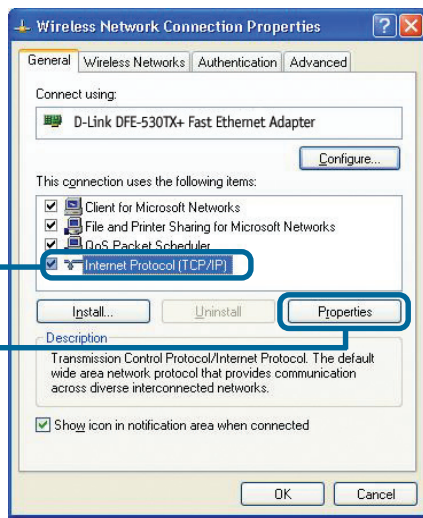 Wireless Network Connection Properties
General Wireless Networks Authentication Advanced
Connect using:
D-Link DFE-530TX+ Fast Ethernet Adapter
Configure...
This connection uses the following items:
Client for Microsoft Networks
File and Printer Sharing for Microsoft Networks
QoS Packet Scheduler
Internet Protocol (TCP/IP)
Install... Uninstall Properties
Description
Transmission Control Protocol/Internet Protocol. The default
wide area network protocol that provides communication
across diverse interconnected networks.
Show icon in notification area when connected
OK Cancel